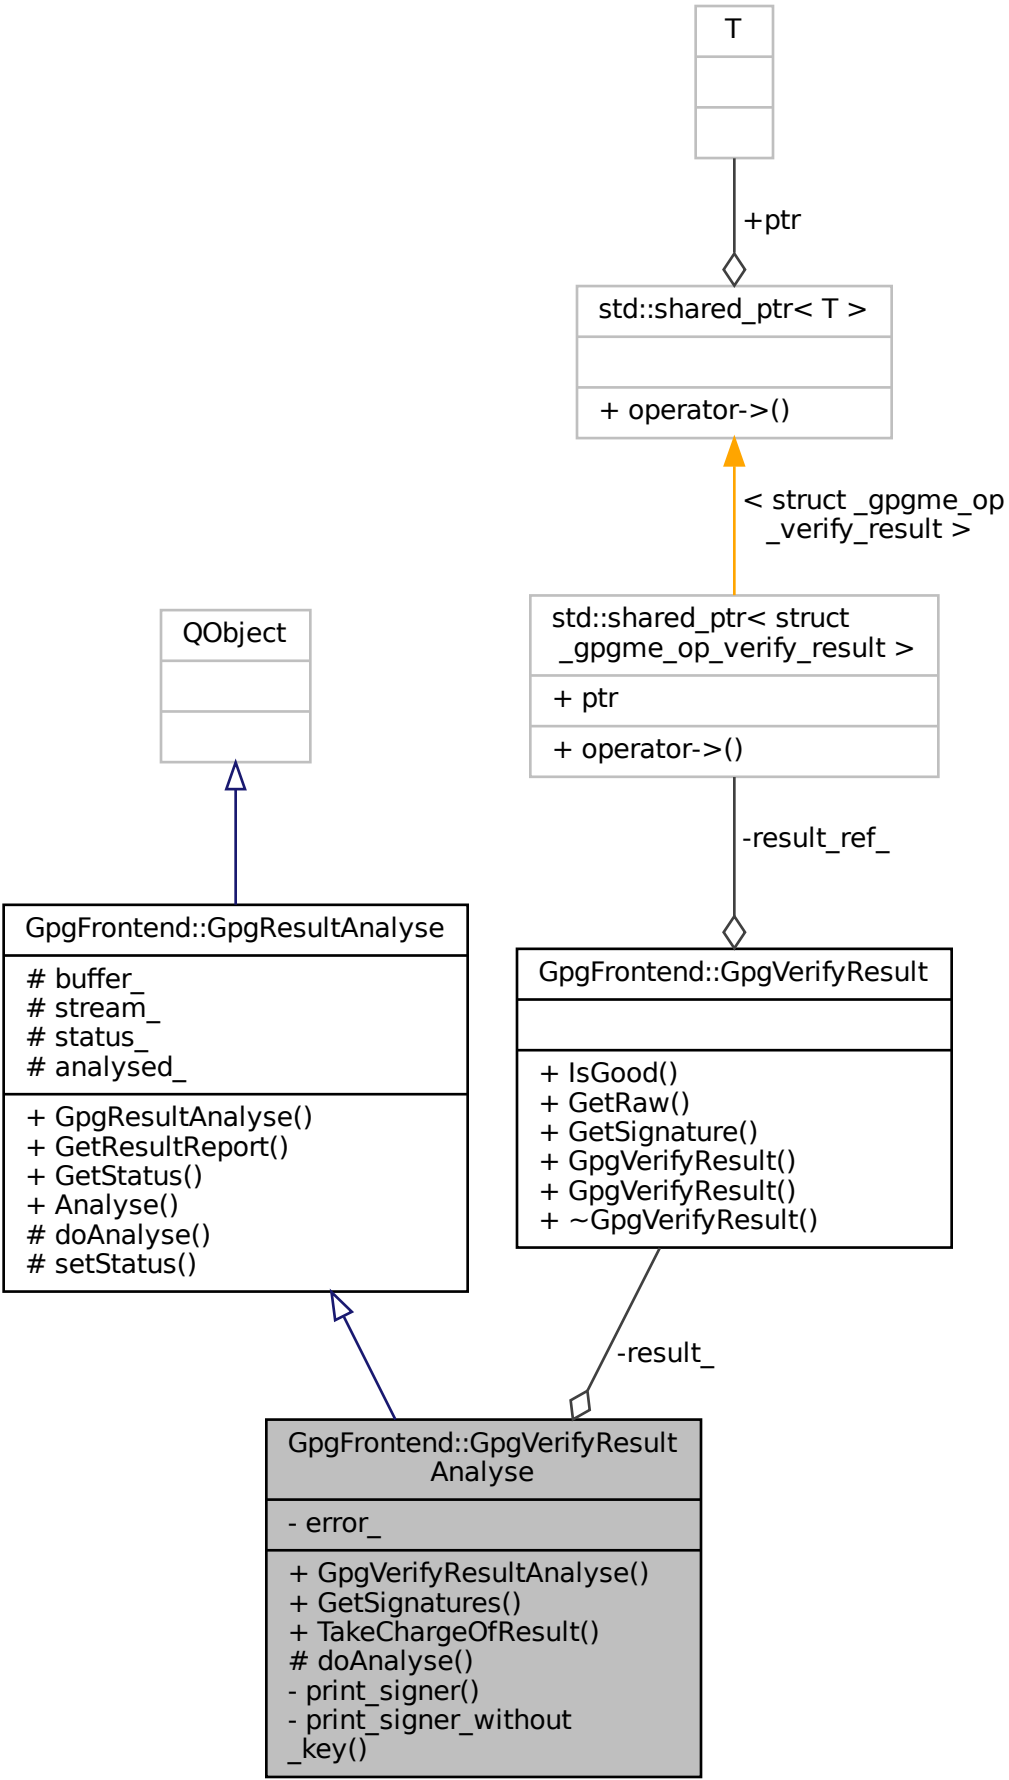 T
+ptr
std::shared_ptr< T >
+ operator->()
< struct _gpgme_op
_verify_result >
std::shared_ptr< struct
_gpgme_op_verify_result >
+ ptr
+ operator->()
QObject
-result_ref_
GpgFrontend::GpgResultAnalyse
# buffer_
# stream_
# status_
# analysed_
+ GpgResultAnalyse()
+ GetResultReport()
+ GetStatus()
+ Analyse()
# doAnalyse()
# setStatus()
GpgFrontend::GpgVerifyResult
+ IsGood()
+ GetRaw()
+ GetSignature()
+ GpgVerifyResult()
+ GpgVerifyResult()
+ ~GpgVerifyResult()
-result_
GpgFrontend::GpgVerifyResult
Analyse
- error_
+ GpgVerifyResultAnalyse()
+ GetSignatures()
+ TakeChargeOfResult()
# doAnalyse()
- print_signer()
- print_signer_without
_key()